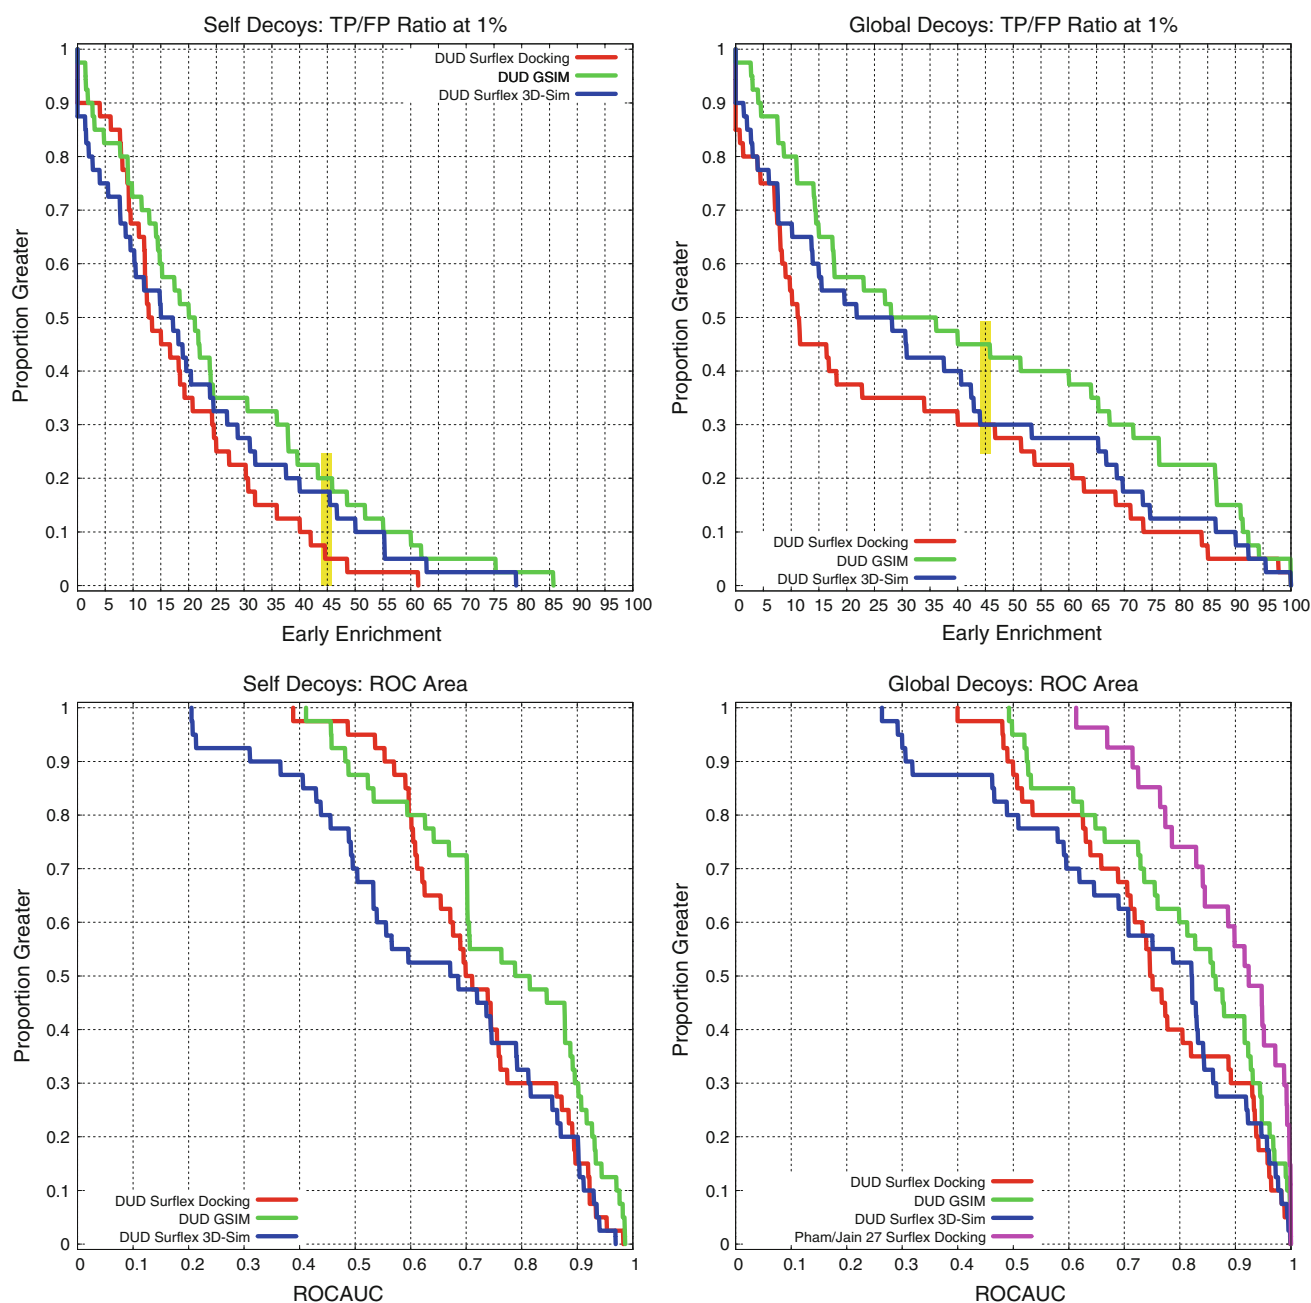 Self Decoys: TP/FP Ratio at 1%
Proportion Greater
1
0.9
0.8
0.7
0.6
0.5
0.4
0.3
0.2
0.1
0
DUD Surflex Docking
DUD GSIM
DUD Surflex 3D-Sim
0 5 10 15 20 25 30 35 40 45 50 55 60 65 70 75 80 85 90 95 100
Early Enrichment
Global Decoys: TP/FP Ratio at 1%
Proportion Greater
1
0.9
0.8
0.7
0.6
0.5
0.4
0.3
0.2
0.1
0
DUD Surflex Docking
DUD GSIM
DUD Surflex 3D-Sim
0 5 10 15 20 25 30 35 40 45 50 55 60 65 70 75 80 85 90 95 100
Early Enrichment
Self Decoys: ROC Area
Proportion Greater
1
0.9
0.8
0.7
0.6
0.5
0.4
0.3
0.2
0.1
0
DUD Surflex Docking
DUD GSIM
DUD Surflex 3D-Sim
0 0.1 0.2 0.3 0.4 0.5 0.6 0.7 0.8 0.9 1
ROCAUC
Global Decoys: ROC Area
Proportion Greater
1
0.9
0.8
0.7
0.6
0.5
0.4
0.3
0.2
0.1
0
DUD Surflex Docking
DUD GSIM
DUD Surflex 3D-Sim
Pham/Jain 27 Surflex Docking
0 0.1 0.2 0.3 0.4 0.5 0.6 0.7 0.8 0.9 1
ROCAUC